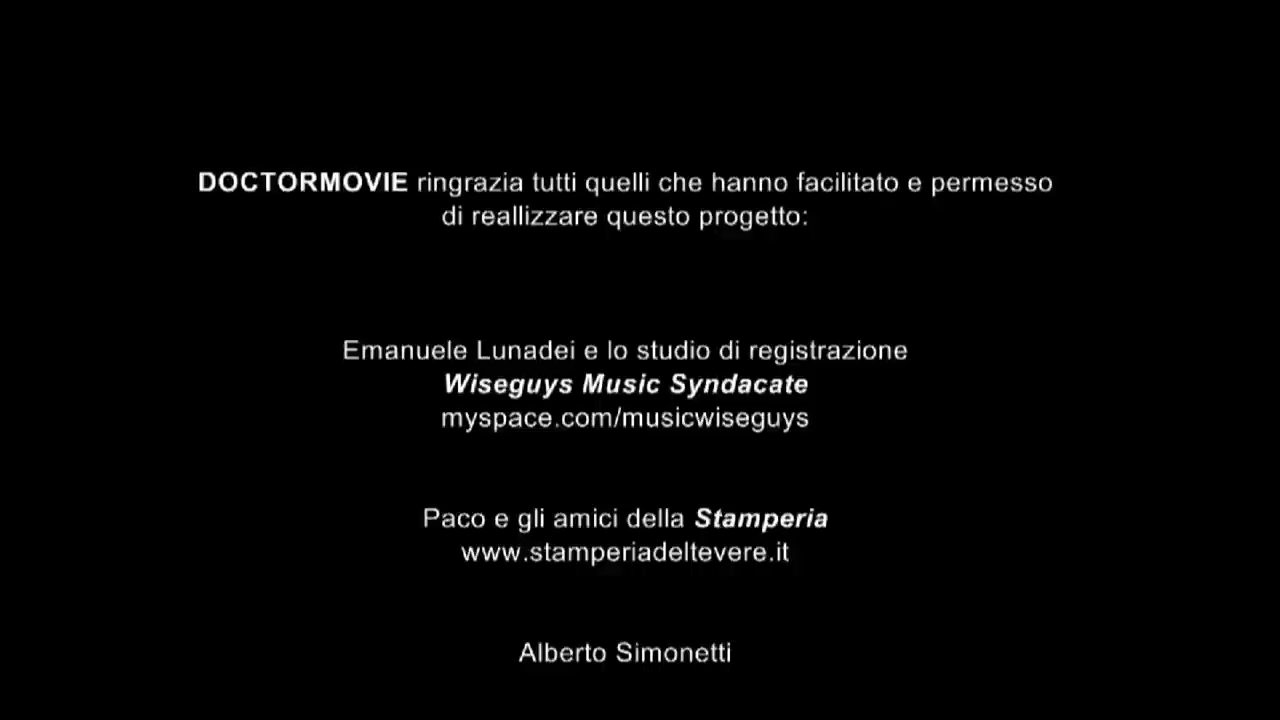 DOCTORMOVIE ringrazia tutti quelli che hanno facilitato e permesso
di reallizzare questo progetto:
Emanuele Lunadei e lo studio di registrazione
Wiseguys Music Syndacate
myspace.com/musicwiseguys
Paco e gli amici della Stamperia
www.stamperiadeltevere.it
Alberto Simonetti